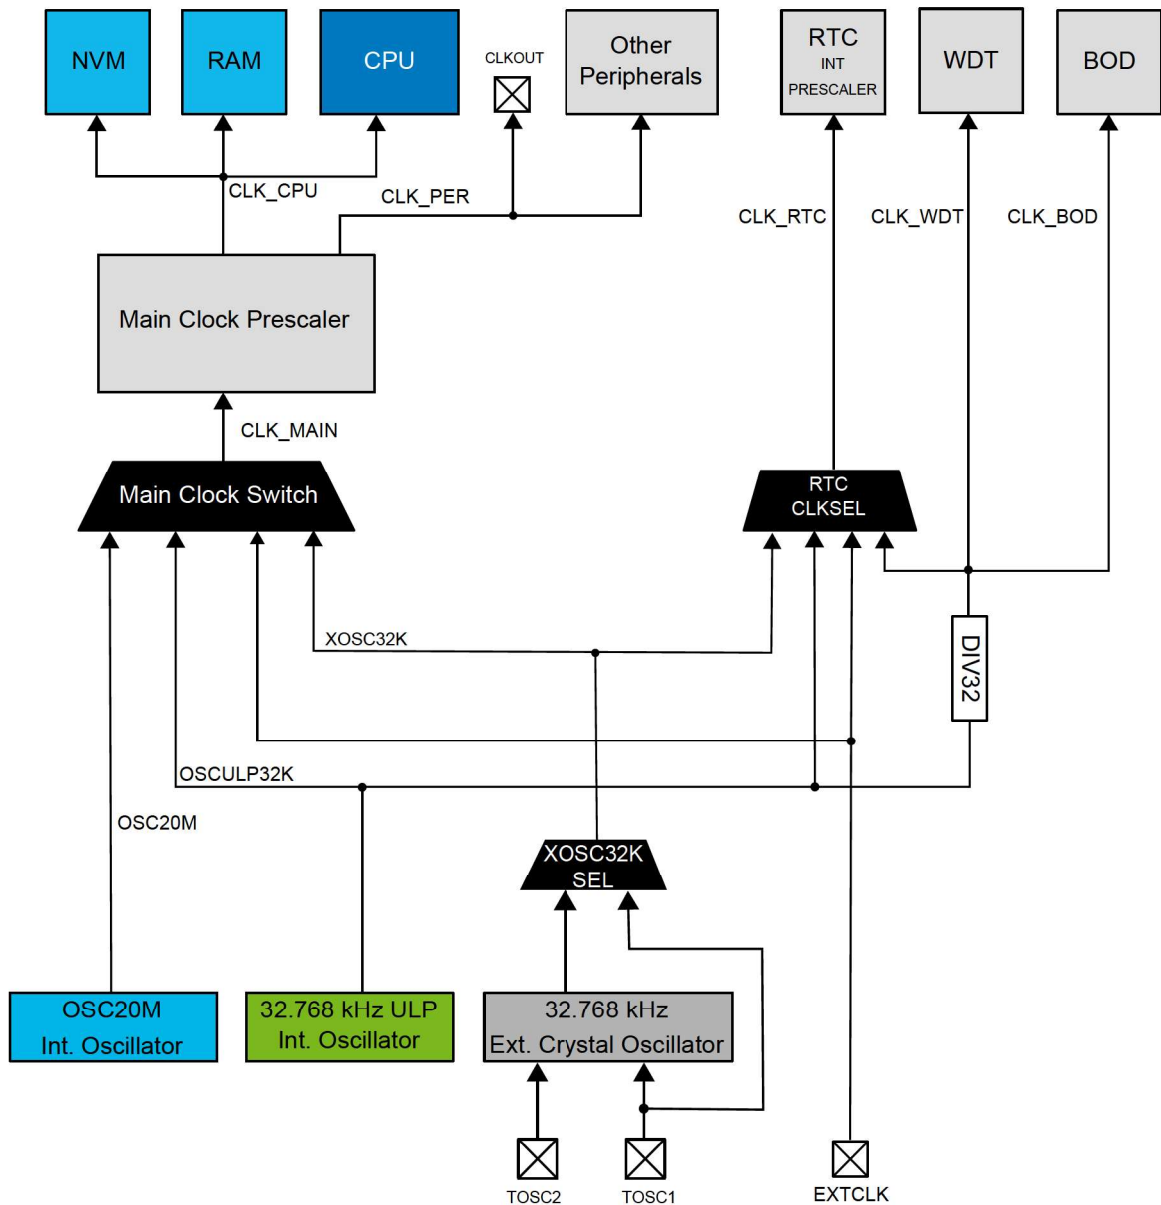 NVM
RAM
CPU
CLKOUT
Other
Peripherals
RTC
INT
PRESCALER
WDT
BOD
CLK_CPU
CLK_PER
CLK_RTC
CLK_WDT
CLK_BOD
Main Clock Prescaler
CLK_MAIN
Main Clock Switch
RTC
CLKSEL
XOSC32K
DIV32
OSCULP32K
OSC20M
XOSC32K
SEL
OSC20M
Int. Oscillator
32.768 kHz ULP
Int. Oscillator
32.768 kHz
Ext. Crystal Oscillator
TOSC2
TOSC1
EXTCLK